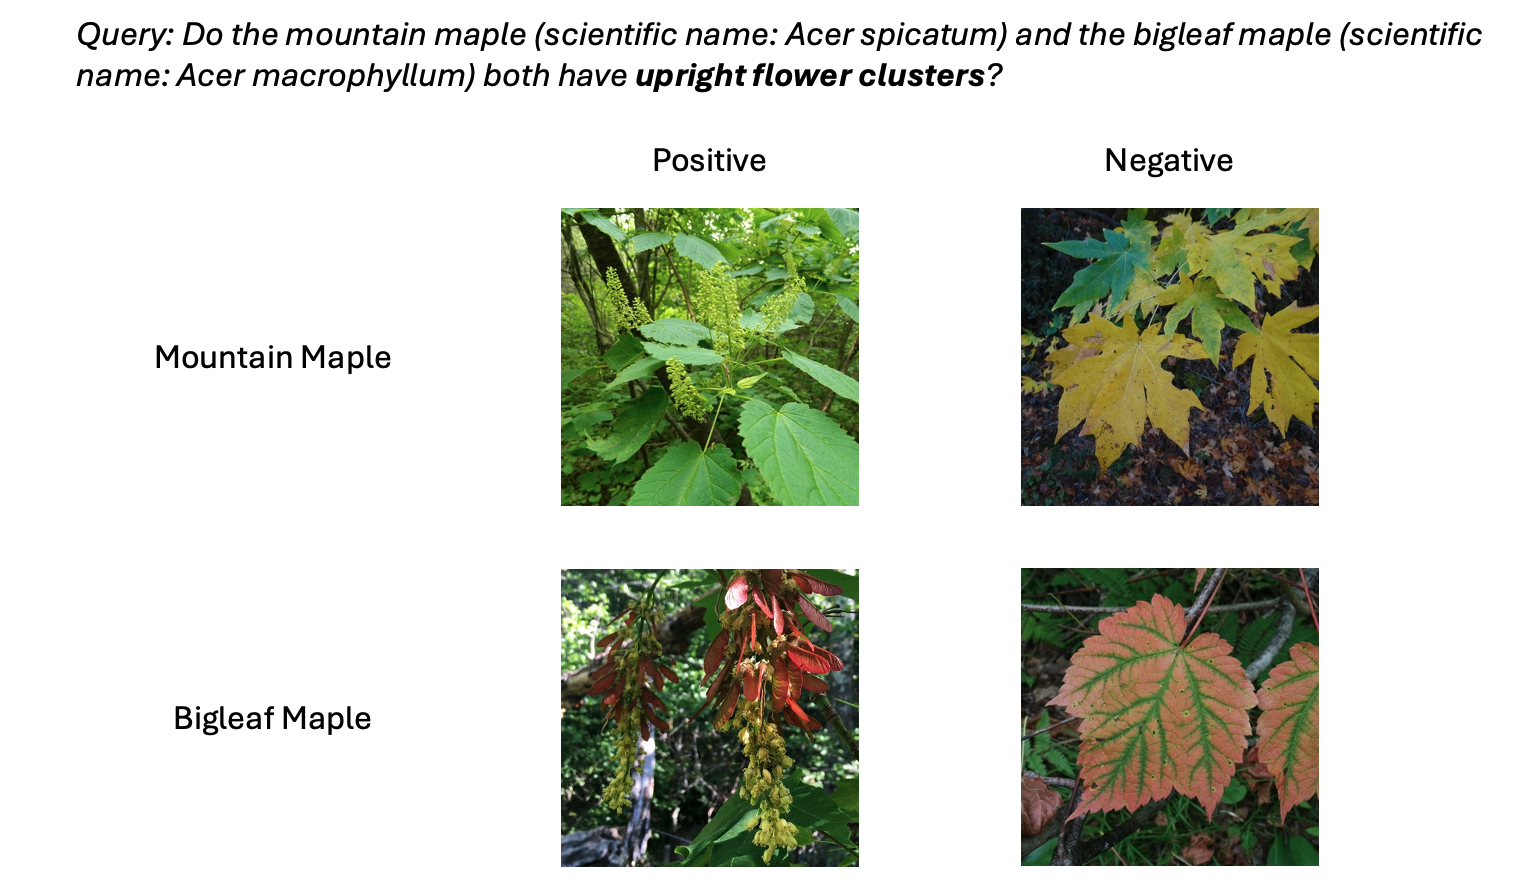 Query: Do the mountain maple (scientific name: Acer spicatum) and the bigleaf maple (scientific
name: Acer macrophyllum) both have upright flower clusters?
Positive Negative
Mountain Maple
Bigleaf Maple